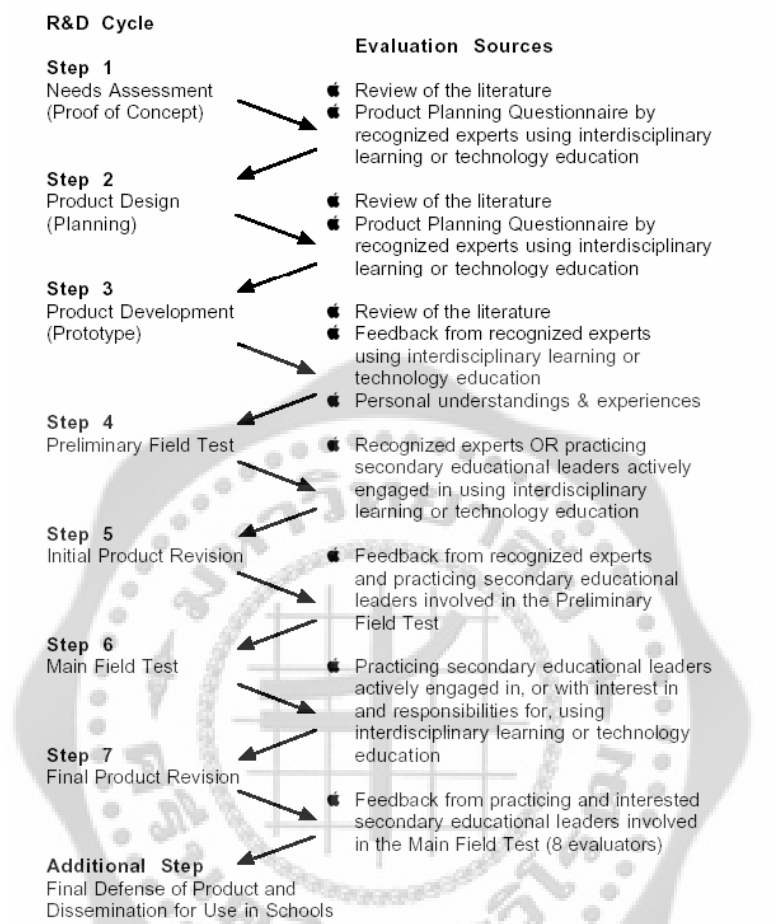 R&D Cycle
Evaluation Sources
Step 1
Needs Assessment
(Proof of Concept)
Review of the literature
Product Planning Questionnaire by
recognized experts using interdisciplinary
learning or technology education
Step 2
Product Design
(Planning)
Review of the literature
Product Planning Questionnaire by
recognized experts using interdisciplinary
learning or technology education
Step 3
Product Development
(Prototype)
Review of the literature
Feedback from recognized experts
using interdisciplinary learning or
technology education
Personal understandings & experiences
Step 4
Preliminary Field Test
Recognized experts OR practicing
secondary educational leaders actively
engaged in using interdisciplinary
learning or technology education
Step 5
Initial Product Revision
Feedback from recognized experts
and practicing secondary educational
leaders involved in the Preliminary
Field Test
Step 6
Main Field Test
Practicing secondary educational leaders
actively engaged in, or with interest in
and responsibilities for, using
interdisciplinary learning or technology
education
Step 7
Final Product Revision
Feedback from practicing and interested
secondary educational leaders involved
in the Main Field Test (8 evaluators)
Additional Step
Final Defense of Product and
Dissemination for Use in Schools